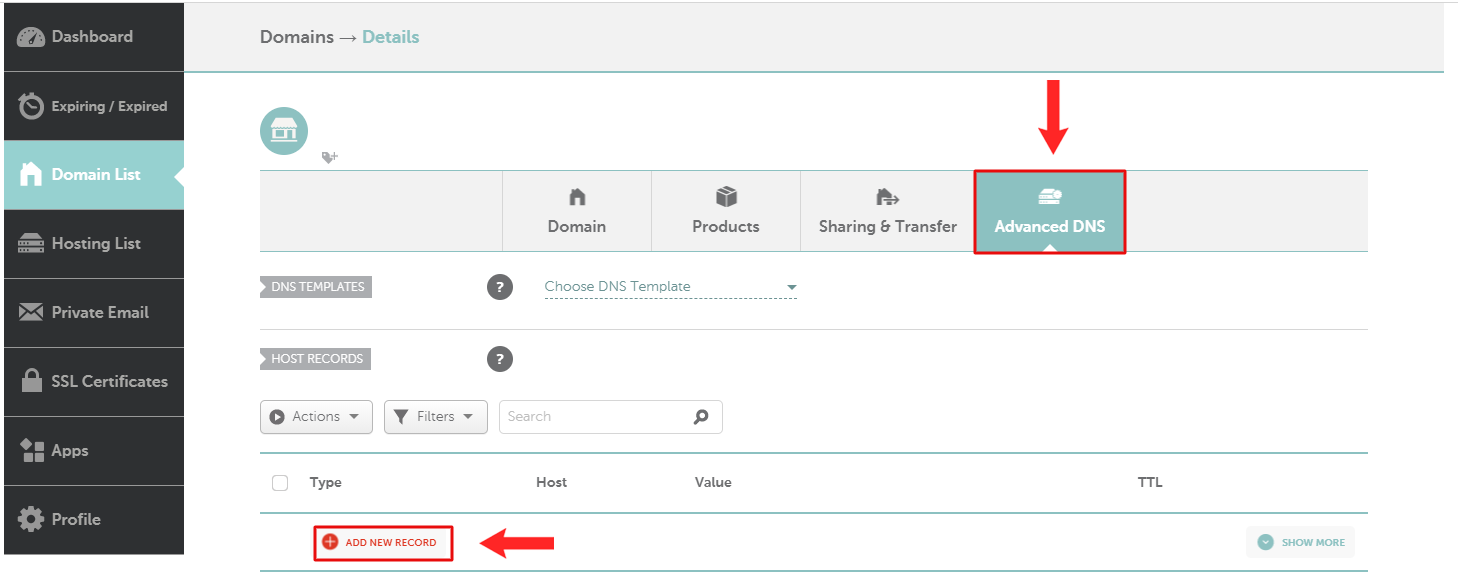 Dashboard
Expiring / Expired
Domain List
Hosting List
Private Email
SSL Certificates
Apps
Profile
Domains → Details
Domain
Products
Sharing & Transfer
Advanced DNS
DNS TEMPLATES
?
Choose DNS Template
HOST RECORDS
?
Actions
Filters
Search
Type Host Value TTL
ADD NEW RECORD
SHOW MORE